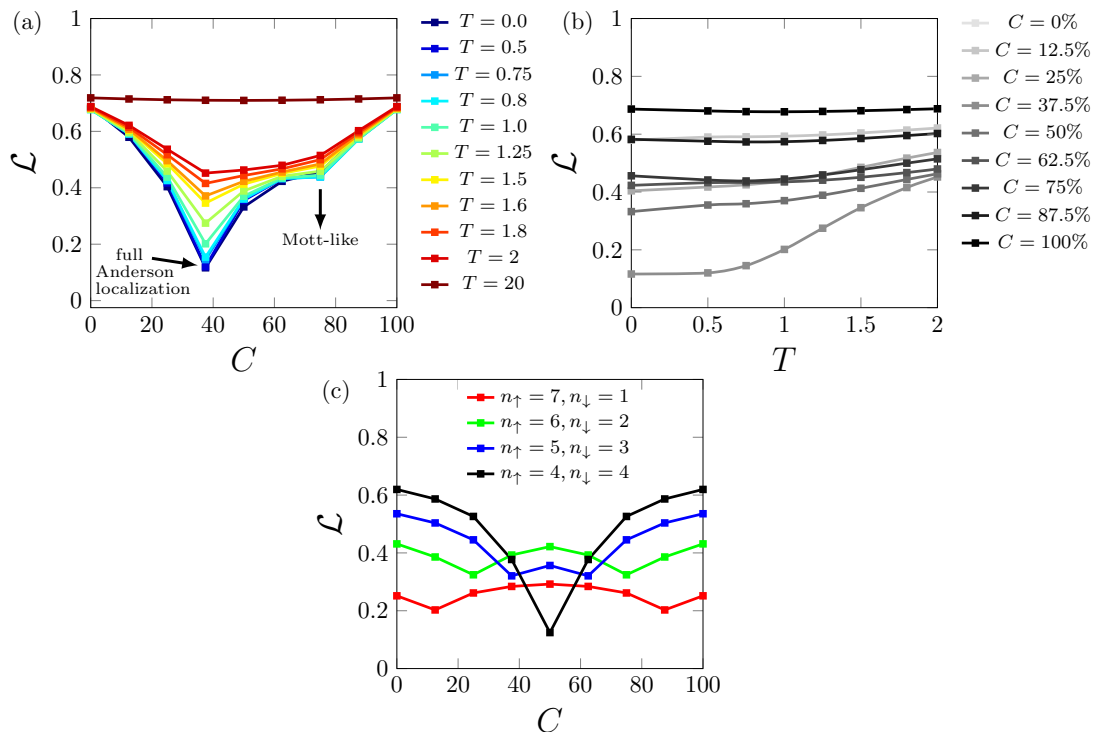 (a)
1
0.8
0.6
0.4
0.2
0
ℒ
0 20 40 60 80 100
C
full
Anderson
localization
Mott-like
T = 0.0
T = 0.5
T = 0.75
T = 0.8
T = 1.0
T = 1.25
T = 1.5
T = 1.6
T = 1.8
T = 2
T = 20
(b)
1
0.8
0.6
0.4
0.2
0
ℒ
0 0.5 1 1.5 2
T
C = 0%
C = 12.5%
C = 25%
C = 37.5%
C = 50%
C = 62.5%
C = 75%
C = 87.5%
C = 100%
(c)
1
0.8
0.6
0.4
0.2
0
ℒ
0 20 40 60 80 100
C
n↑ = 7, n↓ = 1
n↑ = 6, n↓ = 2
n↑ = 5, n↓ = 3
n↑ = 4, n↓ = 4